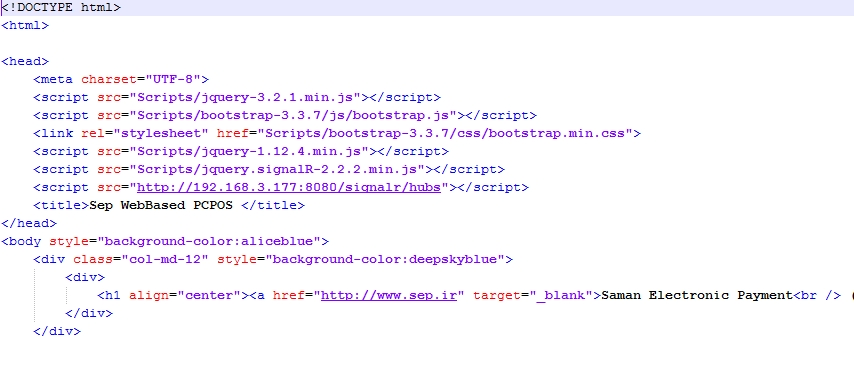 <!DOCTYPE html>
<html>
<head>
<meta charset="UTF-8">
<script src="Scripts/jquery-3.2.1.min.js"></script>
<script src="Scripts/bootstrap-3.3.7/js/bootstrap.js"></script>
<link rel="stylesheet" href="Scripts/bootstrap-3.3.7/css/bootstrap.min.css">
<script src="Scripts/jquery-1.12.4.min.js"></script>
<script src="Scripts/jquery.signalR-2.2.2.min.js"></script>
<script src="http://192.168.3.177:8080/signalr/hubs"></script>
<title>Sep WebBased PCPOS </title>
</head>
<body style="background-color:aliceblue">
<div class="col-md-12" style="background-color:deepskyblue">
<div>
<h1 align="center"><a href="http://www.sep.ir" target="_blank">Saman Electronic Payment<br /> (
</div>
</div>